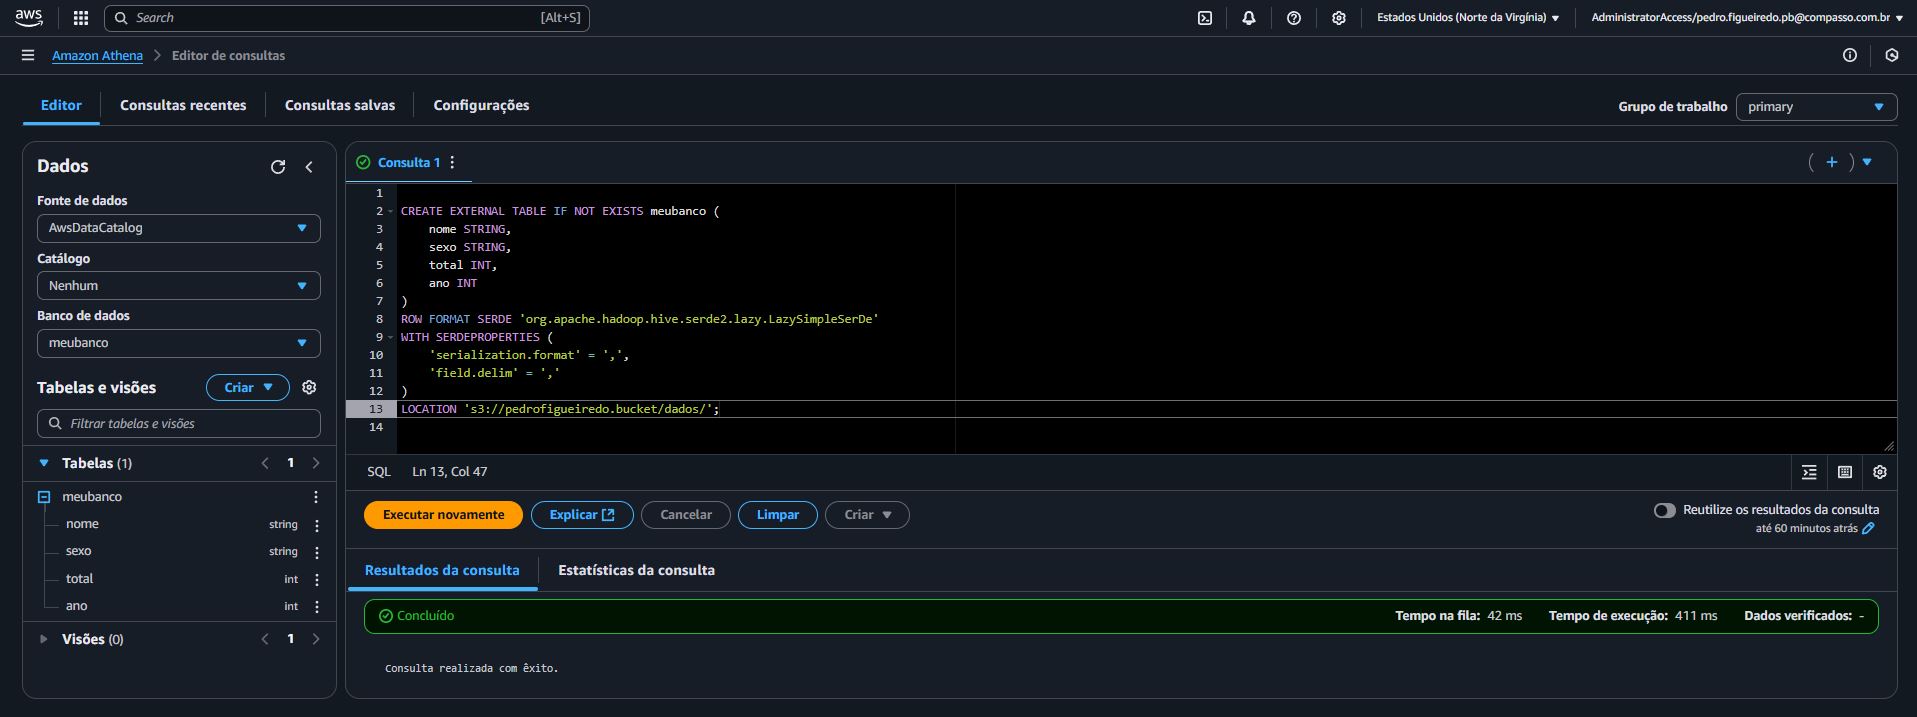 aws
Search [Alt+S]
Estados Unidos (Norte da Virgínia)
AdministratorAccess/pedro.figueiredo.pb@compasso.com.br
Amazon Athena > Editor de consultas
Editor
Consultas recentes
Consultas salvas
Configurações
Grupo de trabalho
primary
Dados
Fonte de dados
AwsDataCatalog
Catálogo
Nenhum
Banco de dados
meubanco
Tabelas e visões
Criar
Filtrar tabelas e visões
Tabelas (1)
< 1 >
meubanco
nome string
sexo string
total int
ano int
Visões (0)
< 1 >
Consulta 1
( + )
1
2 CREATE EXTERNAL TABLE IF NOT EXISTS meubanco (
3     nome STRING,
4     sexo STRING,
5     total INT,
6     ano INT
7 )
8 ROW FORMAT SERDE 'org.apache.hadoop.hive.serde2.lazy.LazySimpleSerDe'
9 WITH SERDEPROPERTIES (
10     'serialization.format' = ',',
11     'field.delim' = ','
12 )
13 LOCATION 's3://pedrofigueiredo.bucket/dados/';
14
SQL Ln 13, Col 47
Executar novamente
Explicar
Cancelar
Limpar
Criar
Reutilize os resultados da consulta
até 60 minutos atrás
Resultados da consulta
Estatísticas da consulta
Concluído
Tempo na fila: 42 ms
Tempo de execução: 411 ms
Dados verificados: -
Consulta realizada com êxito.